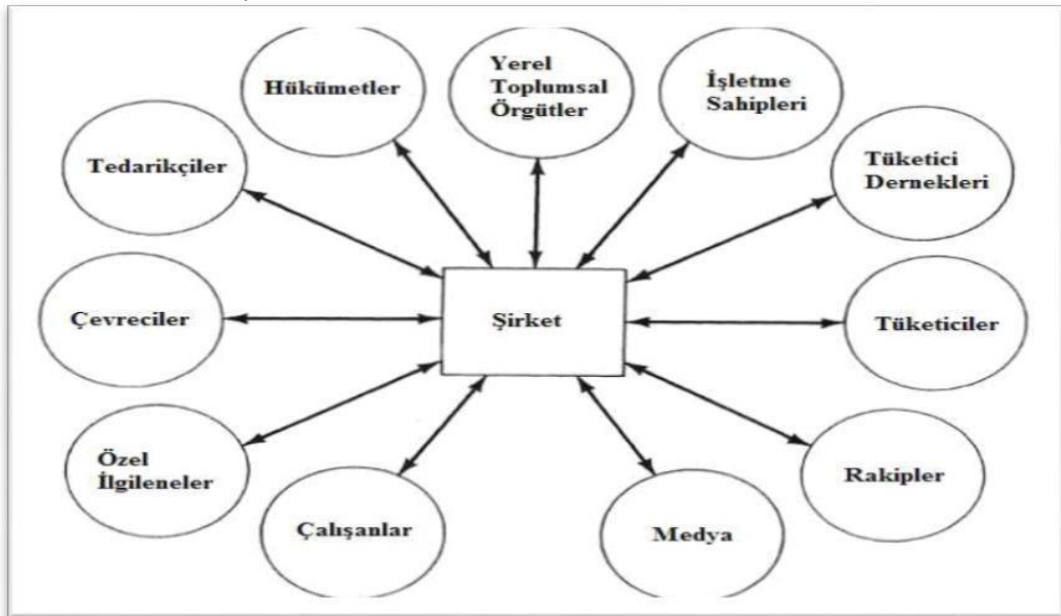 Hükümetler
Yerel
Toplumsal
Örgütler
İşletme
Sahipleri
Tedarikçiler
Tüketici
Dernekleri
Çevreciler
Şirket
Tüketiciler
Özel
İlgileneler
Çalışanlar
Medya
Rakipler